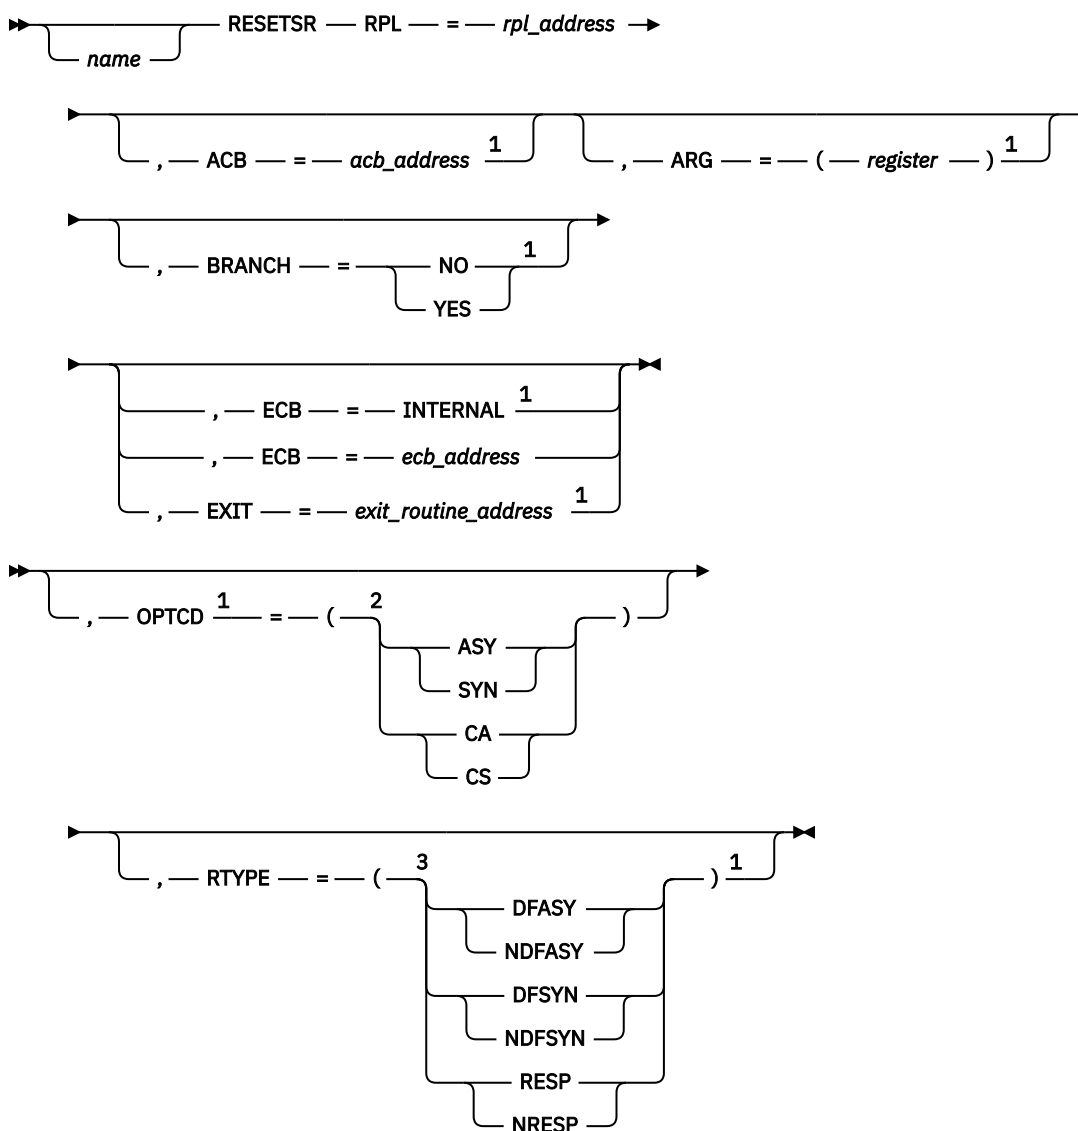 RESETSR RPL = rpl_address
name
, ACB = acb_address 1 , ARG = ( register ) 1
, BRANCH = NO 1
YES
, ECB = INTERNAL 1
, ECB = ecb_address
, EXIT = exit_routine_address 1
, OPTCD 1 = ( 2 )
ASY
SYN
CA
CS
, RTYPE = ( 3 ) 1
DFASY
NDFASY
DFSYN
NDFSYN
RESP
NRESP